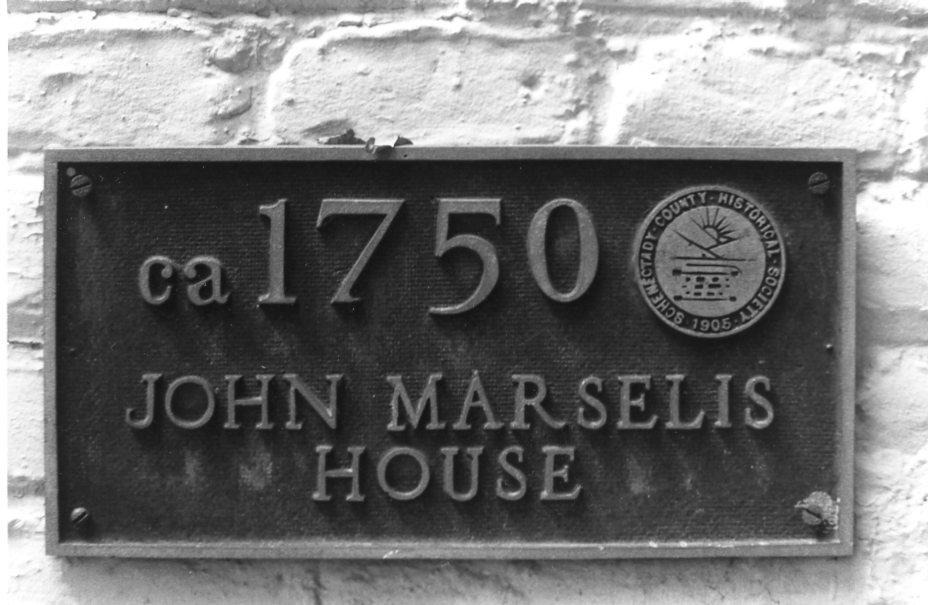 ca 1750
SCHENECTADY · COUNTY · HISTORICAL · SOCIETY
· 1905 ·
JOHN MARSELIS
HOUSE